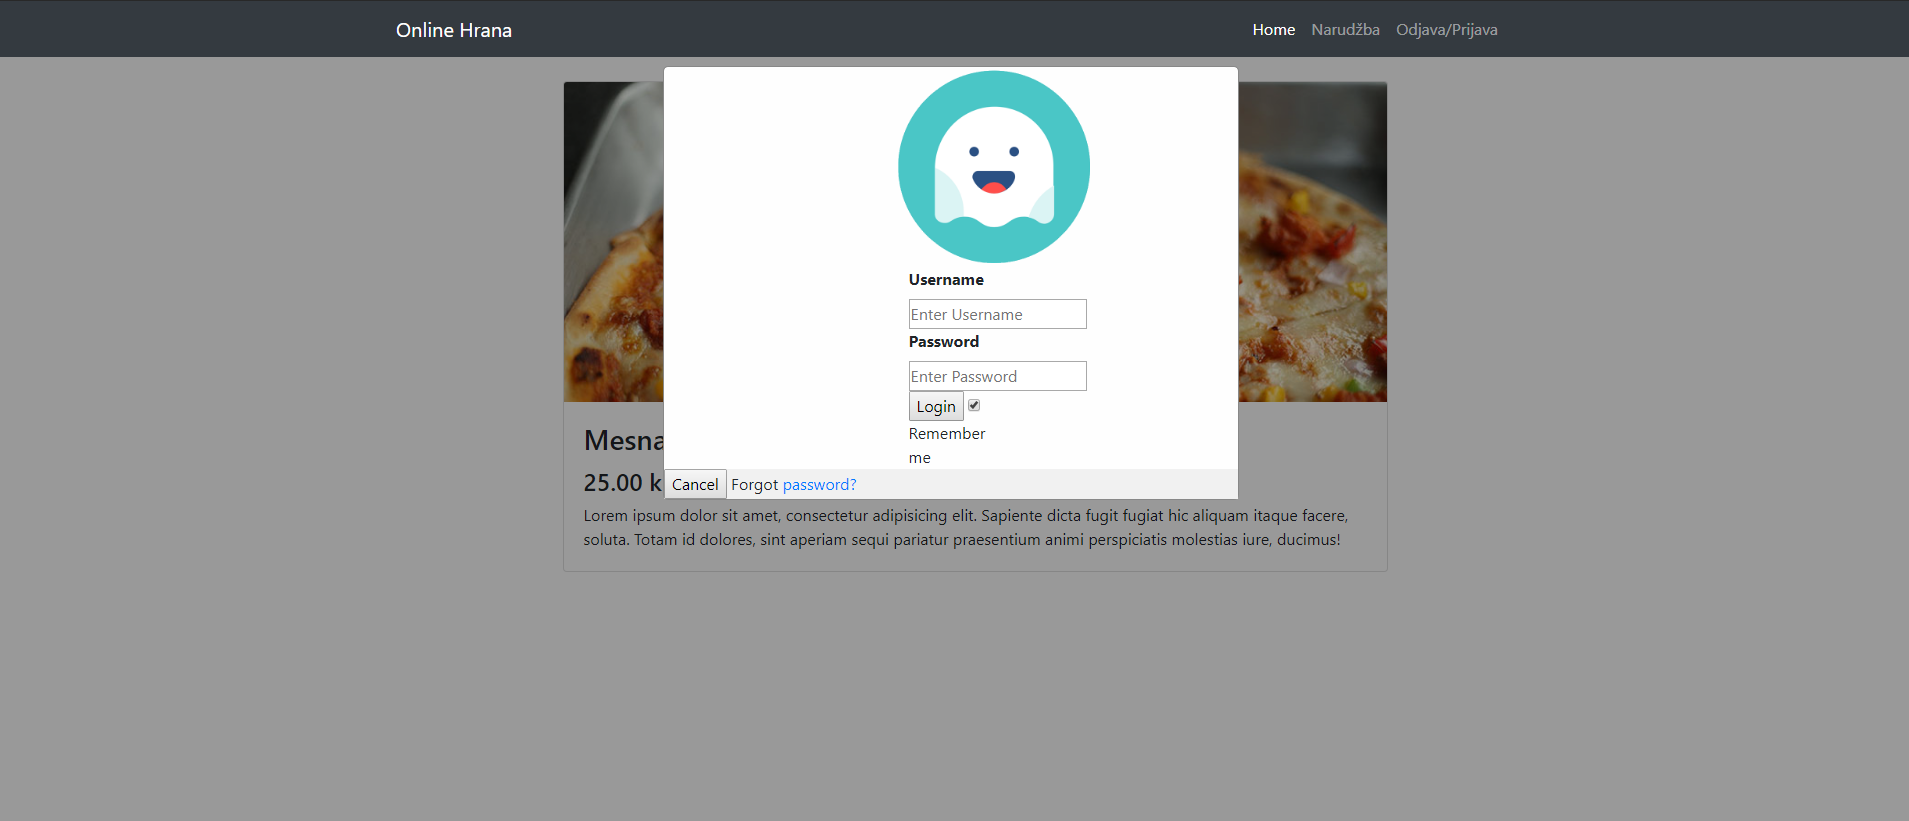 Online Hrana
Home Narudžba Odjava/Prijava
Username
Enter Username
Password
Enter Password
Login
Remember
me
Mesna
25.00 k
Cancel Forgot password?
Lorem ipsum dolor sit amet, consectetur adipisicing elit. Sapiente dicta fugit fugiat hic aliquam itaque facere,
soluta. Totam id dolores, sint aperiam sequi pariatur praesentium animi perspiciatis molestias iure, ducimus!